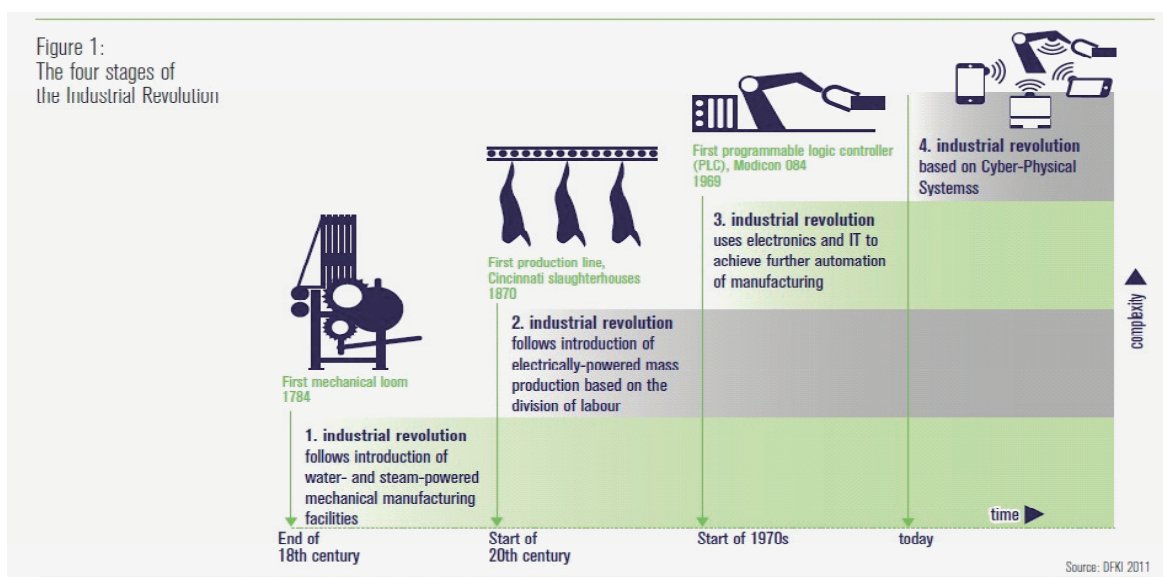 Figure 1:
The four stages of
the Industrial Revolution
First mechanical loom
1784
1. industrial revolution
follows introduction of
water- and steam-powered
mechanical manufacturing
facilities
End of
18th century
First production line,
Cincinnati slaughterhouses
1870
2. industrial revolution
follows introduction of
electrically-powered mass
production based on the
division of labour
Start of
20th century
First programmable logic controller
(PLC), Modicon 084
1969
3. industrial revolution
uses electronics and IT to
achieve further automation
of manufacturing
Start of 1970s
4. industrial revolution
based on Cyber-Physical
Systemss
today
time
complexity
Source: DFKI 2011